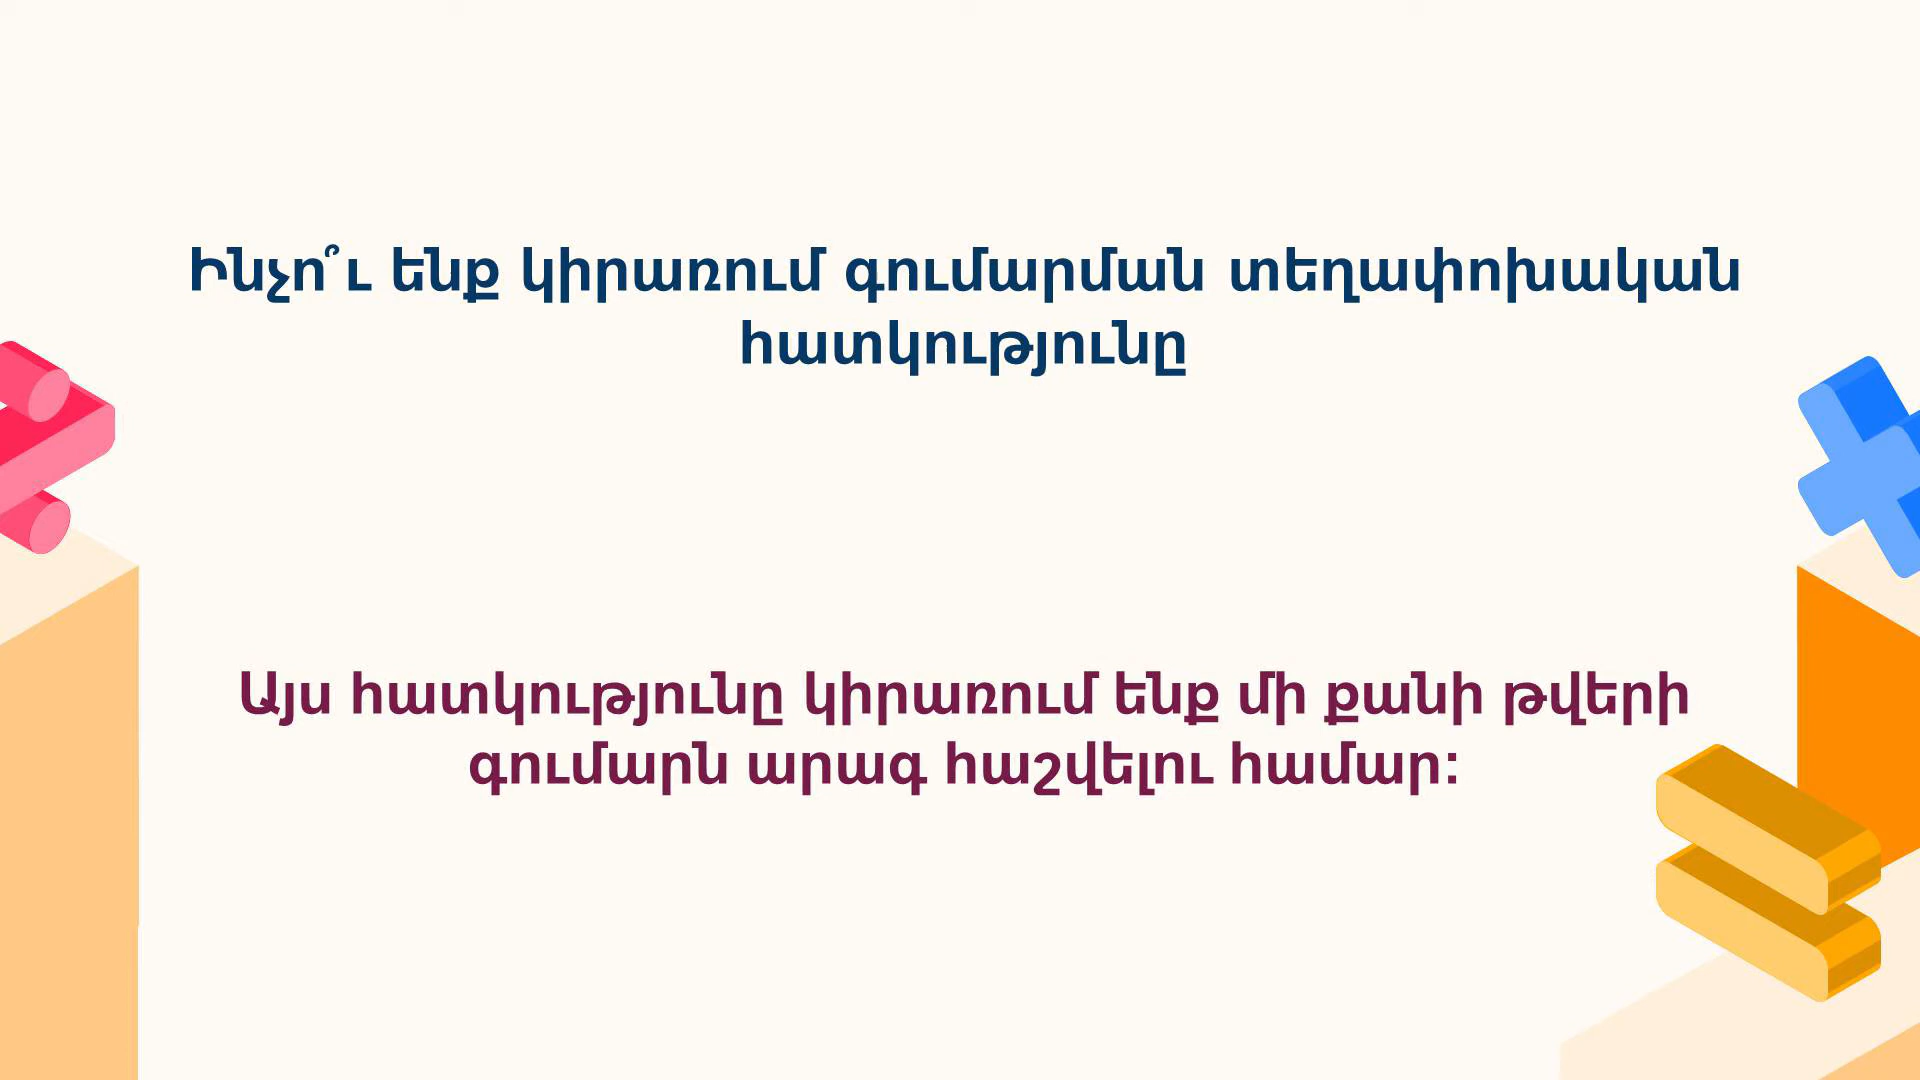 Ինչո՞ւ ենք կիրառում գումարման տեղափոխական
հատկությունը
Այս հատկությունը կիրառում ենք մի քանի թվերի
գումարն արագ հաշվելու համար: